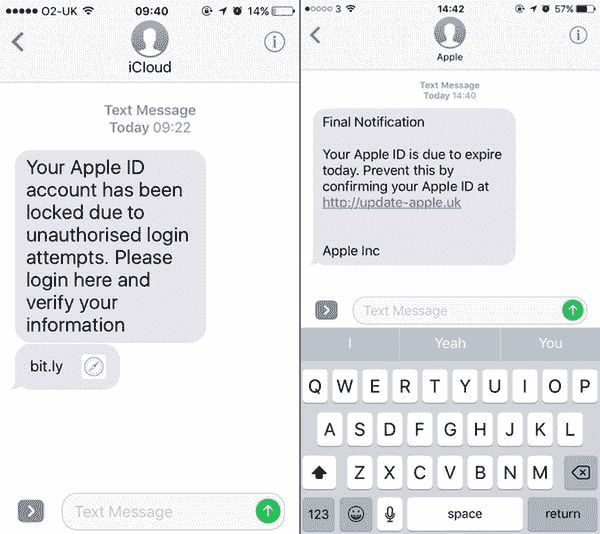 O2-UK 09:40 14%
iCloud
Text Message
Today 09:22
Your Apple ID
account has been
locked due to
unauthorised login
attempts. Please
login here and
verify your
information
bit.ly
Text Message
3 14:42 57%
Apple
Text Message
Today 14:40
Final Notification
Your Apple ID is due to expire
today. Prevent this by
confirming your Apple ID at
http://update-apple.uk
Apple Inc
Text Message
I Yeah You
Q W E R T Y U I O P
A S D F G H J K L
Z X C V B N M
123 space return